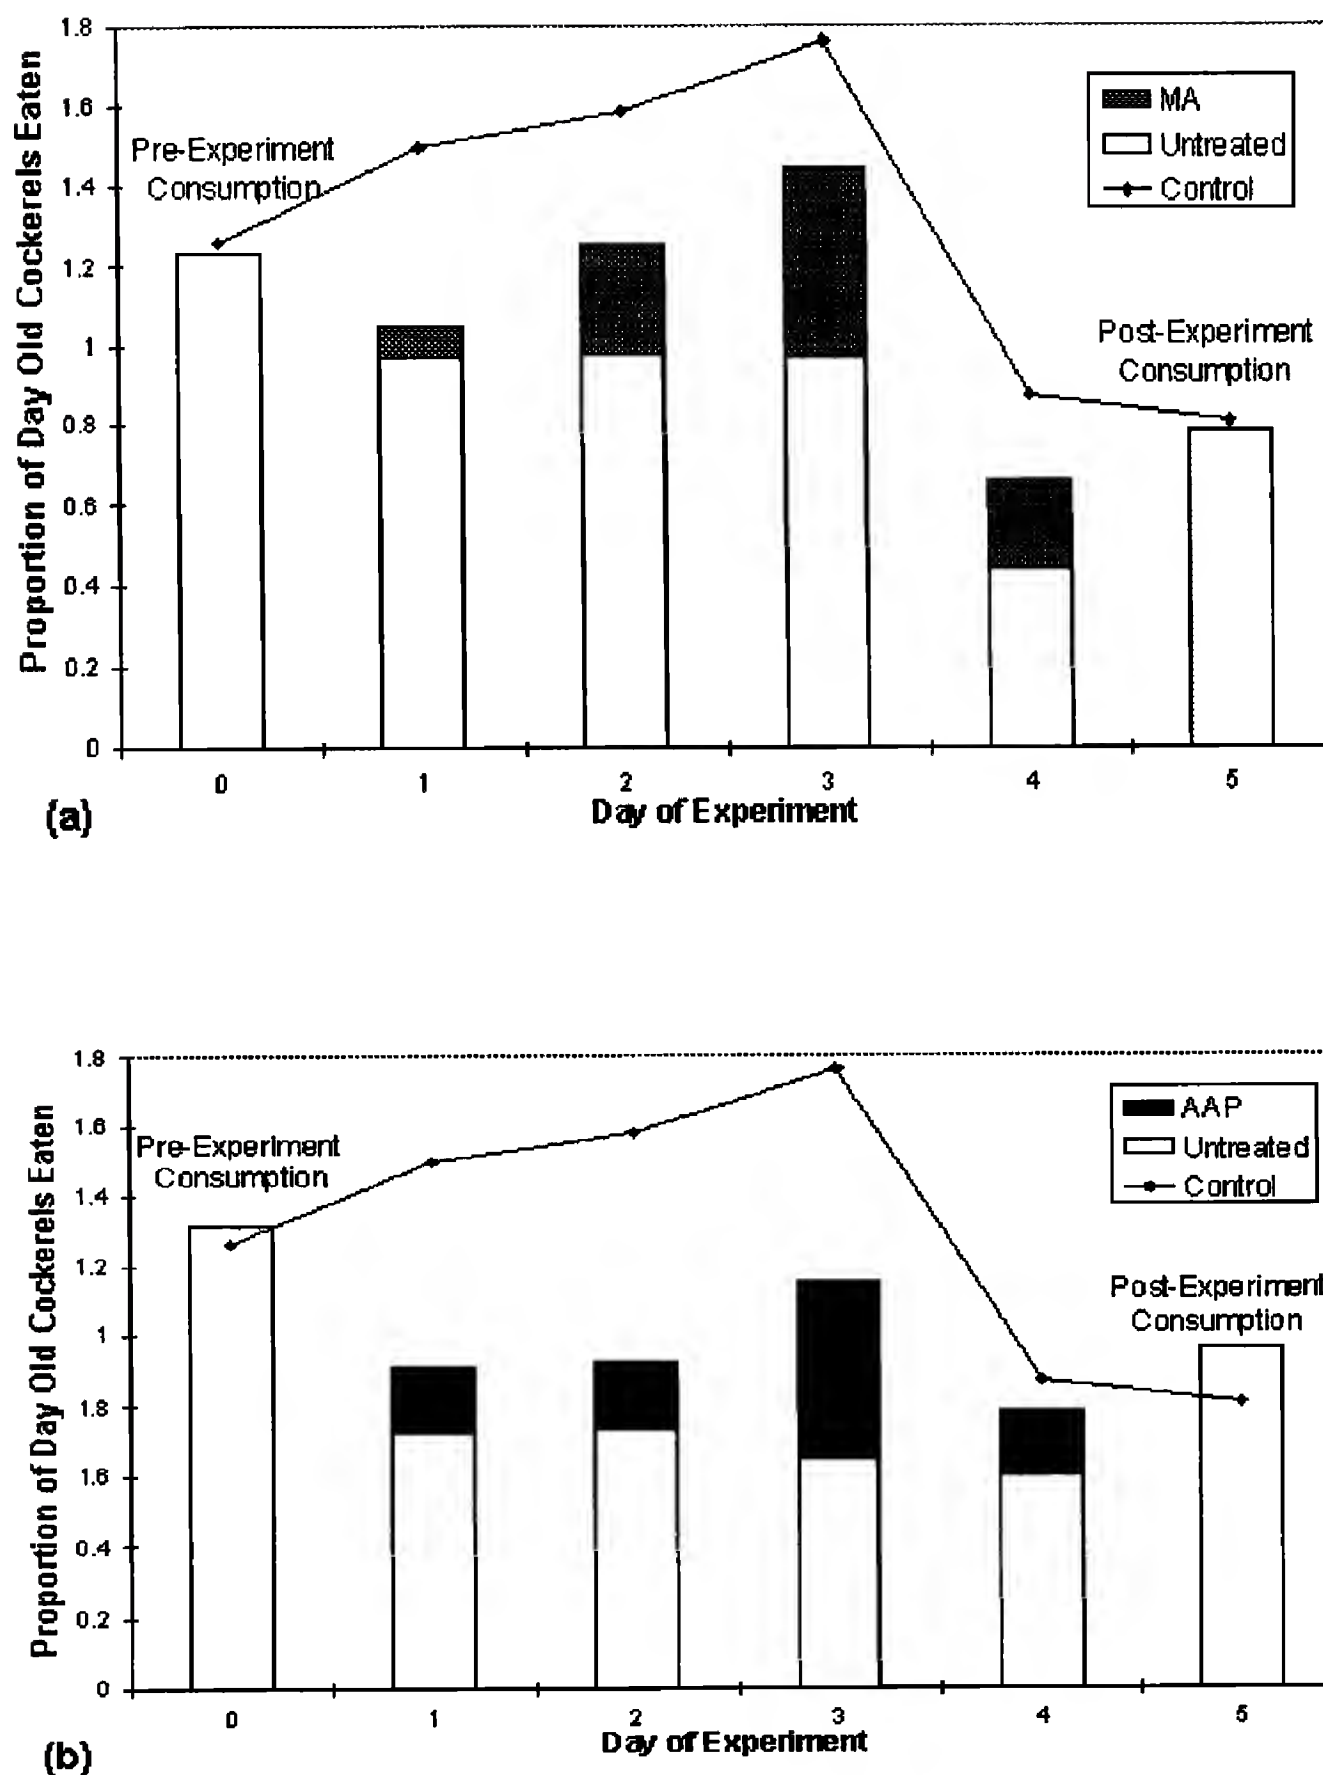 Proportion of Day Old Cockerels Eaten
1.8
1.6
1.4
1.2
1
0.8
0.6
0.4
0.2
0
Pre-Experiment
Consumption
MA
Untreated
Control
Post-Experiment
Consumption
0 1 2 3 4 5
Day of Experiment
(a)
Proportion of Day Old Cockerels Eaten
1.8
1.6
1.4
1.2
1
1.8
1.6
0.4
0.2
0
Pre-Experiment
Consumption
AAP
Untreated
Control
Post-Experiment
Consumption
0 1 2 3 4 5
Day of Experiment
(b)